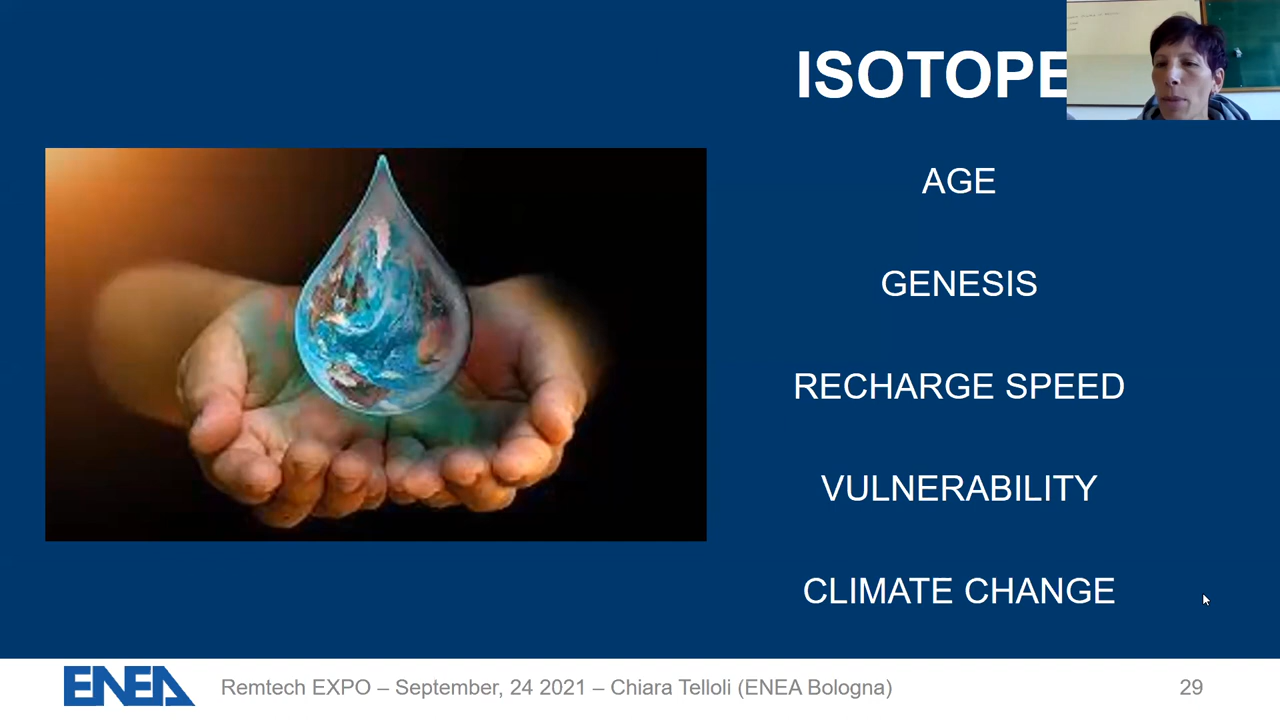 ISOTOPE
AGE
GENESIS
RECHARGE SPEED
VULNERABILITY
CLIMATE CHANGE
ENEA
Remtech EXPO – September, 24 2021 – Chiara Telloli (ENEA Bologna)
29